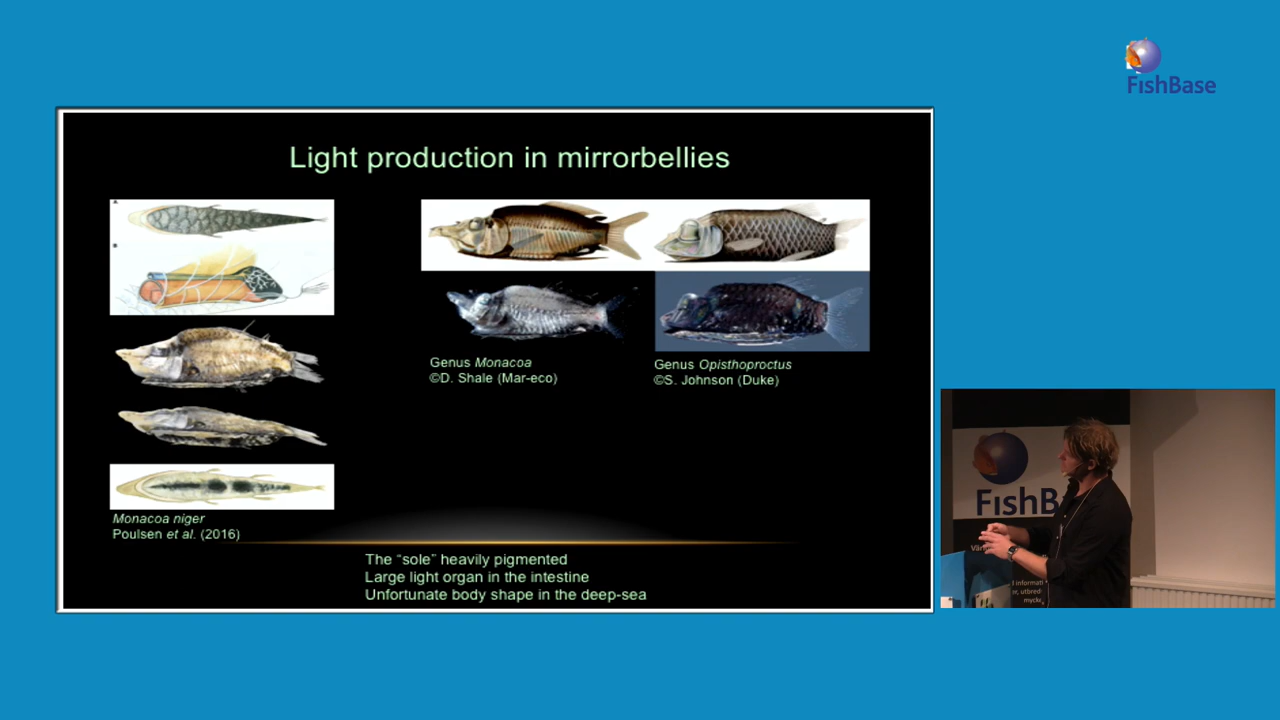 FishBase
Light production in mirrorbellies
A
B
Genus Monacoa
©D. Shale (Mar-eco)
Genus Opisthoproctus
©S. Johnson (Duke)
Monacoa niger
Poulsen et al. (2016)
The “sole” heavily pigmented
Large light organ in the intestine
Unfortunate body shape in the deep-sea
FishB